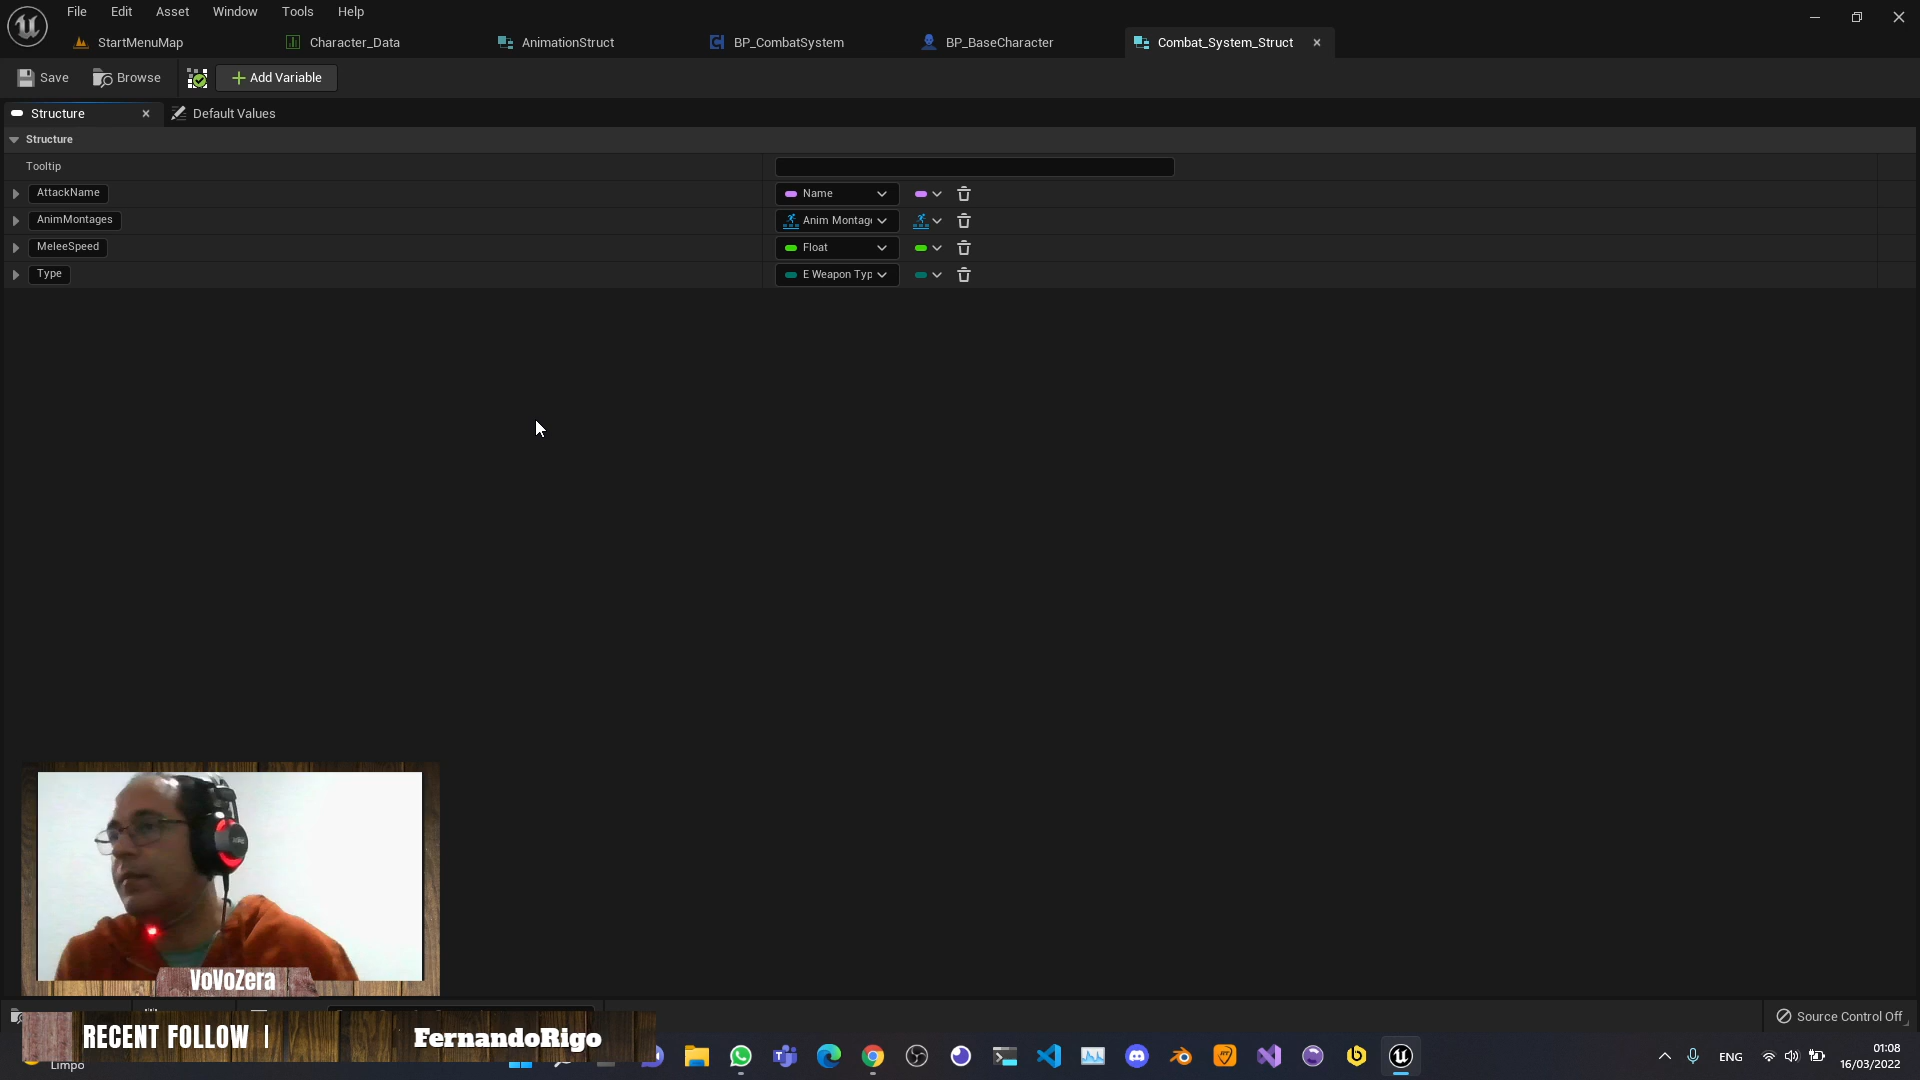 File Edit Asset Window Tools Help
StartMenuMap Character_Data AnimationStruct BP_CombatSystem BP_BaseCharacter Combat_System_Struct
Save Browse Add Variable
Structure Default Values
Structure
Tooltip
AttackName Name
AnimMontages Anim Montage
MeleeSpeed Float
Type E Weapon Typ
VoVoZera
Source Control Off
RECENT FOLLOW | FernandoRigo
Limpo
ENG
01:08
16/03/2022